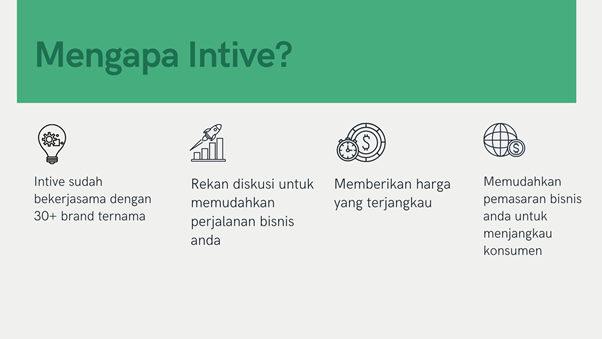 Mengapa Intive?
Intive sudah
bekerjasama dengan
30+ brand ternama
Rekan diskusi untuk
memudahkan
perjalanan bisnis
anda
Memberikan harga
yang terjangkau
Memudahkan
pemasaran bisnis
anda untuk
menjangkau
konsumen